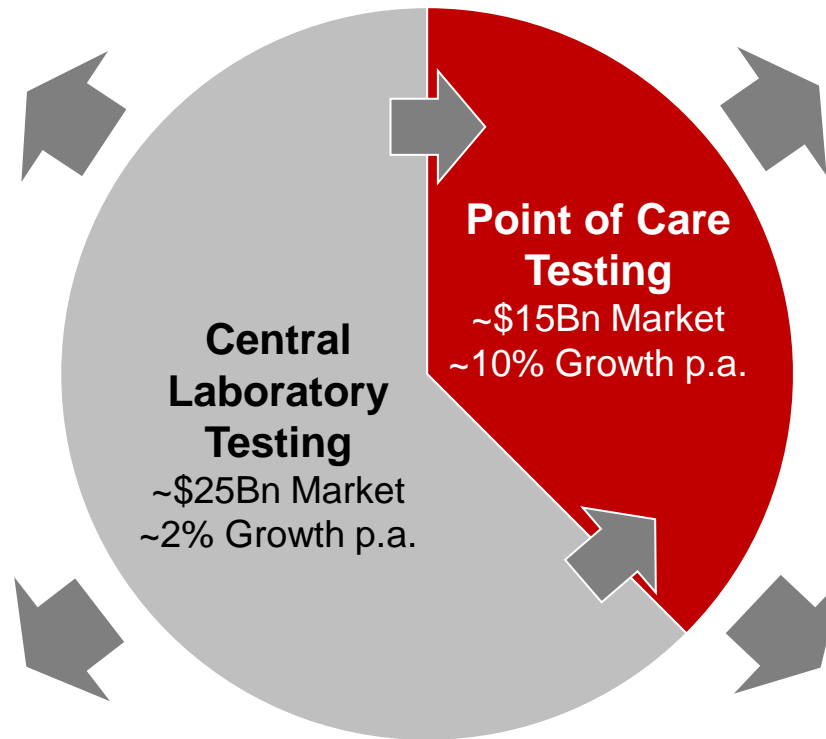 Point of Care
Testing
~$15Bn Market
~10% Growth p.a.
Central
Laboratory
Testing
~$25Bn Market
~2% Growth p.a.